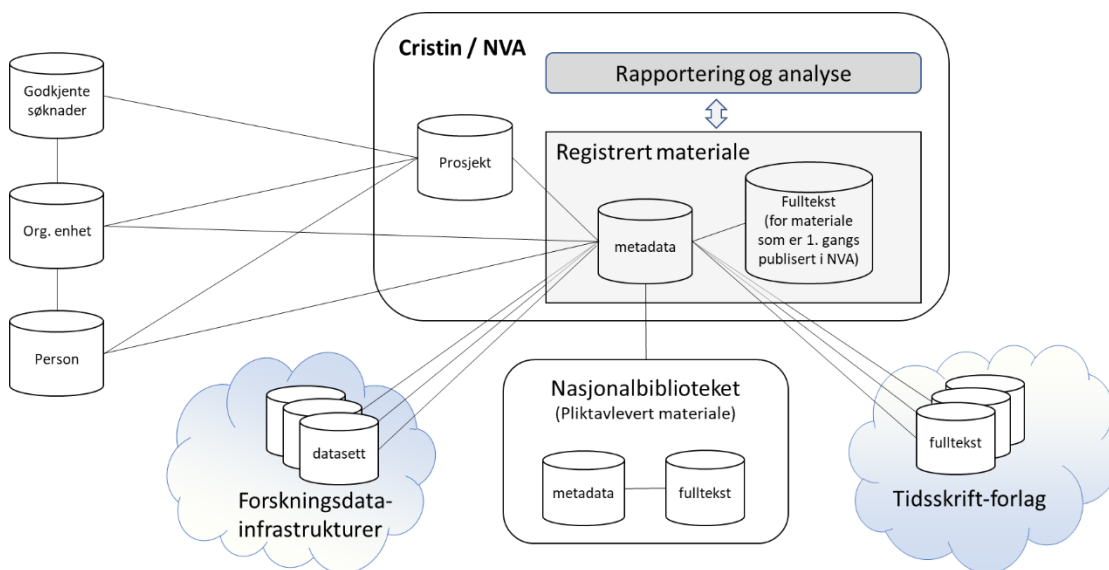 Cristin / NVA
Rapportering og analyse
Godkjente
søknader
Prosjekt
Registrert materiale
Fulltekst
(for materiale
som er 1. gangs
publisert i NVA)
Org. enhet
metadata
Person
datasett
Forskningsdata-
infrastrukturer
Nasjonalbiblioteket
(Pliktavlevert materiale)
metadata
fulltekst
fulltekst
Tidsskrift-forlag